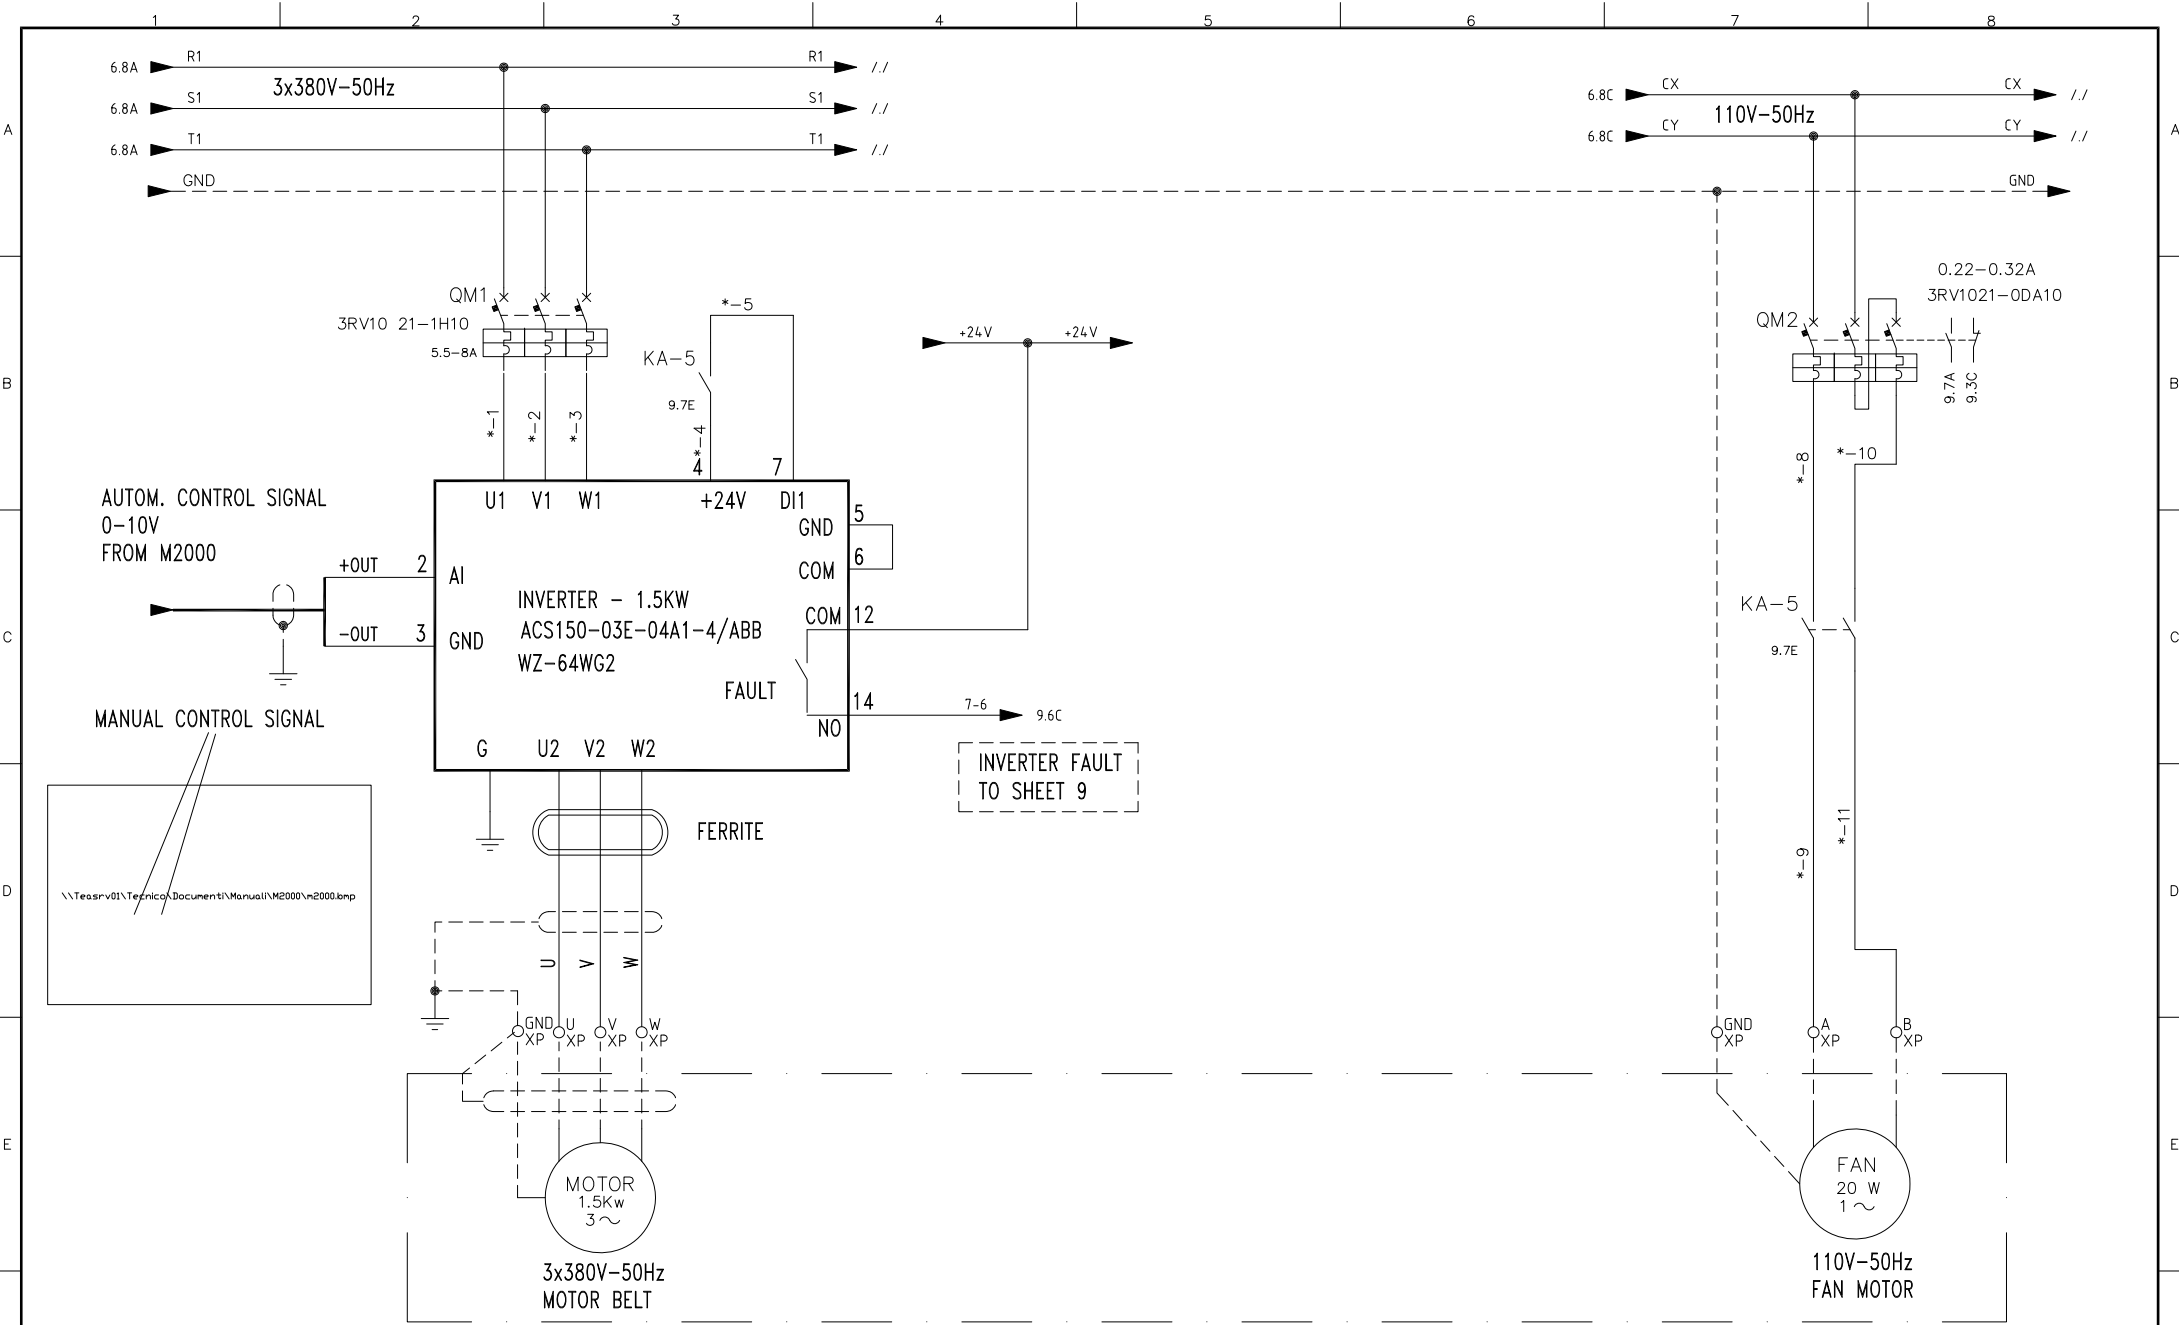 1 2 3 4 5 6 7 8
R1 R1
6.8A /./
3x380V-50Hz
S1 S1
6.8A /./
T1 T1
6.8A /./
GND GND
CX CX
6.8C /./
110V-50Hz
CY CY
6.8C /./
A A
QM1
3RV10 21-1H10
5.5-8A
*-5
KA-5
9.7E
+24V +24V
0.22-0.32A
3RV1021-0DA10
QM2
9.7A
9.3C
B B
*-1
*-2
*-3
*-4
4 7
*-8
*-10
AUTOM. CONTROL SIGNAL
0-10V
FROM M2000
U1 V1 W1 +24V DI1
GND 5
COM 6
+OUT 2 AI
-OUT 3 GND
INVERTER - 1.5KW
ACS150-03E-04A1-4/ABB
WZ-64WG2
COM 12
FAULT
14
NO
7-6 9.6C
KA-5
9.7E
C C
MANUAL CONTROL SIGNAL
G U2 V2 W2
INVERTER FAULT
TO SHEET 9
FERRITE
*-9
*-11
\\Teasrv01\Tecnico\Documenti\Manuali\M2000\m2000.bmp
D D
U
V
W
GND U V W
XP XP XP XP
GND A B
XP XP XP
E E
MOTOR
1.5Kw
3~
3x380V-50Hz
MOTOR BELT
FAN
20 W
1~
110V-50Hz
FAN MOTOR